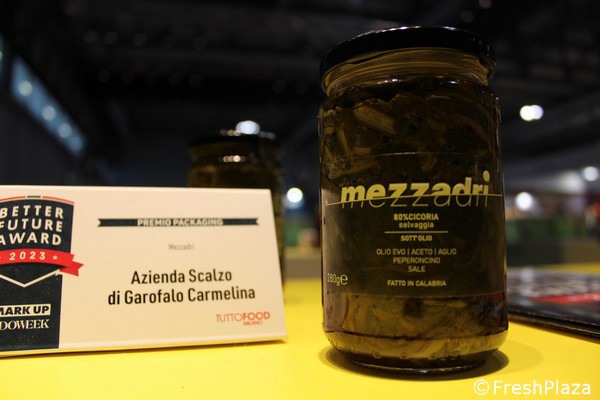 BETTER
FUTURE
AWARD
2023
MARK UP
PREMIO PACKAGING
Mezzadri
Azienda Scalzo
di Garofalo Carmelina
TUTTOFOOD
MILANO
mezzadri
80%CICORIA
selvaggia
SOTT'OLIO
OLIO EVO | ACETO | AGLIO
PEPERONCINO
SALE
280g℮
FATTO IN CALABRIA
©FreshPlaza